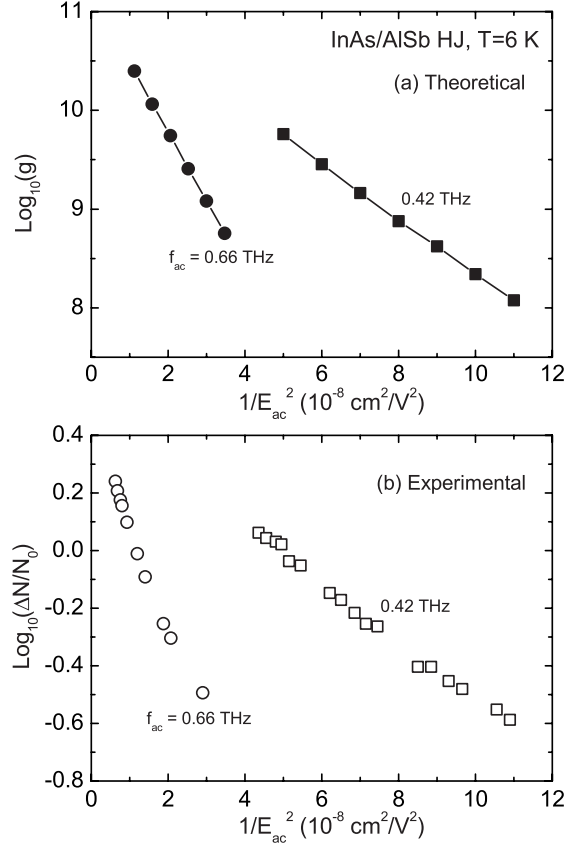 InAs/AlSb HJ, T=6 K
(a) Theoretical
11
10
9
8
Log10(g)
0.42 THz
fac = 0.66 THz
0 2 4 6 8 10 12
1/Eac² (10⁻⁸ cm²/V²)
0.4
0.2
0.0
-0.2
-0.4
-0.6
-0.8
Log10(ΔN/N0)
(b) Experimental
0.42 THz
fac = 0.66 THz
0 2 4 6 8 10 12
1/Eac² (10⁻⁸ cm²/V²)